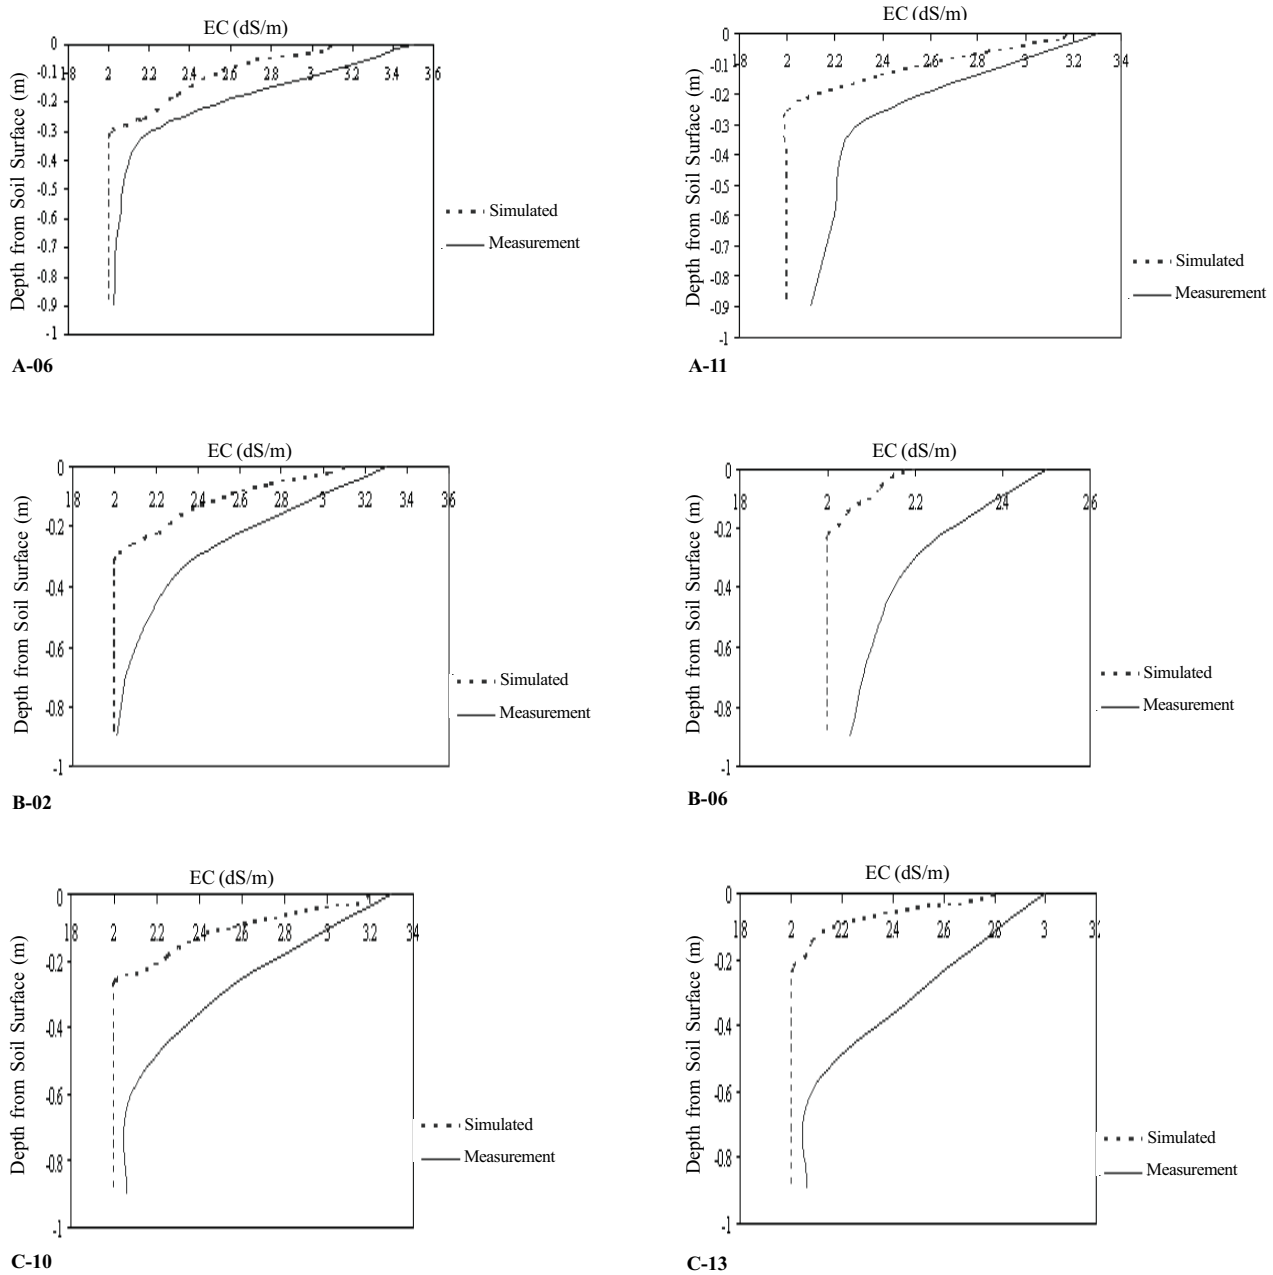 EC (dS/m)
0
1.8 2 2.2 2.4 2.6 2.8 3 3.2 3.4 3.6
-0.1
-0.2
-0.3
-0.4
-0.5
-0.6
-0.7
-0.8
-0.9
-1
Depth from Soil Surface (m)
Simulated
Measurement
A-06
EC (dS/m)
0
1.8 2 2.2 2.4 2.6 2.8 3 3.2 3.4
-0.1
-0.2
-0.3
-0.4
-0.5
-0.6
-0.7
-0.8
-0.9
-1
Depth from Soil Surface (m)
Simulated
Measurement
A-11
EC (dS/m)
0
1.8 2 2.2 2.4 2.6 2.8 3 3.2 3.4 3.6
-0.2
-0.4
-0.6
-0.8
-1
Depth from Soil Surface (m)
Simulated
Measurement
B-02
EC (dS/m)
0
1.8 2 2.2 2.4 2.6
-0.2
-0.4
-0.6
-0.8
-1
Depth from Soil Surface (m)
Simulated
Measurement
B-06
EC (dS/m)
0
1.8 2 2.2 2.4 2.6 2.8 3 3.2 3.4
-0.2
-0.4
-0.6
-0.8
-1
Depth from Soil Surface (m)
Simulated
Measurement
C-10
EC (dS/m)
0
1.8 2 2.2 2.4 2.6 2.8 3 3.2
-0.2
-0.4
-0.6
-0.8
-1
Depth from Soil Surface (m)
Simulated
Measurement
C-13